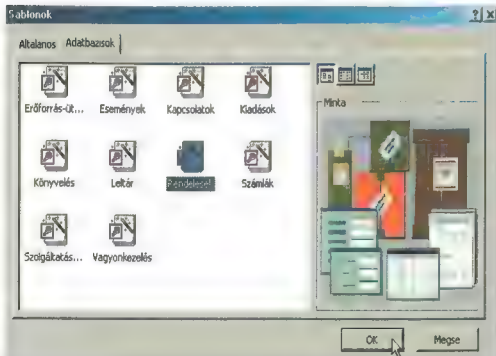 Sablonok
Általános Adatbázisok
Erőforrás-üt... Események Kapcsolatok Kiadások
Minta
Könyvelés Leltár Rendelések Számlák
Szolgáltatás... Vagyonkezelés
OK Mégse